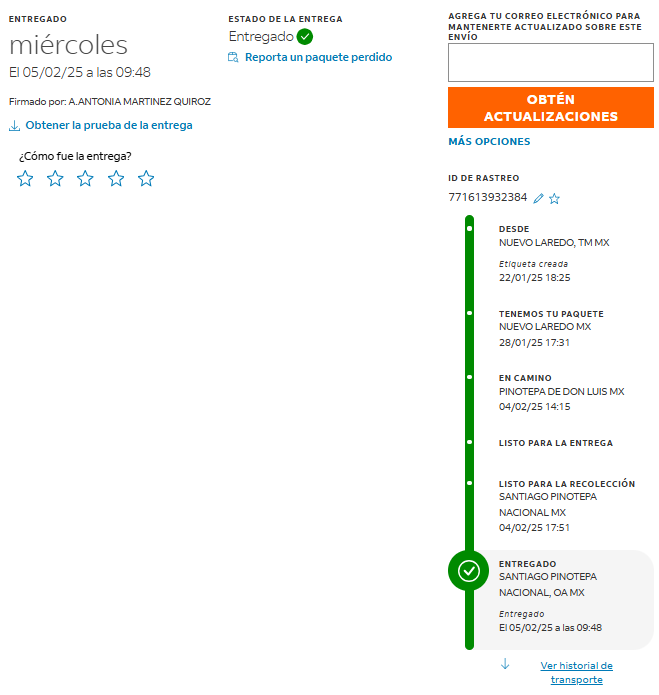 ENTREGADO
miércoles
El 05/02/25 a las 09:48
Firmado por: A.ANTONIA MARTINEZ QUIROZ
Obtener la prueba de la entrega
¿Cómo fue la entrega?
ESTADO DE LA ENTREGA
Entregado
Reporta un paquete perdido
AGREGA TU CORREO ELECTRÓNICO PARA
MANTENERTE ACTUALIZADO SOBRE ESTE
ENVÍO
OBTÉN
ACTUALIZACIONES
MÁS OPCIONES
ID DE RASTREO
771613932384
DESDE
NUEVO LAREDO, TM MX
Etiqueta creada
22/01/25 18:25
TENEMOS TU PAQUETE
NUEVO LAREDO MX
28/01/25 17:31
EN CAMINO
PINOTEPA DE DON LUIS MX
04/02/25 14:15
LISTO PARA LA ENTREGA
LISTO PARA LA RECOLECCIÓN
SANTIAGO PINOTEPA
NACIONAL MX
04/02/25 17:51
ENTREGADO
SANTIAGO PINOTEPA
NACIONAL, OA MX
Entregado
El 05/02/25 a las 09:48
Ver historial de
transporte